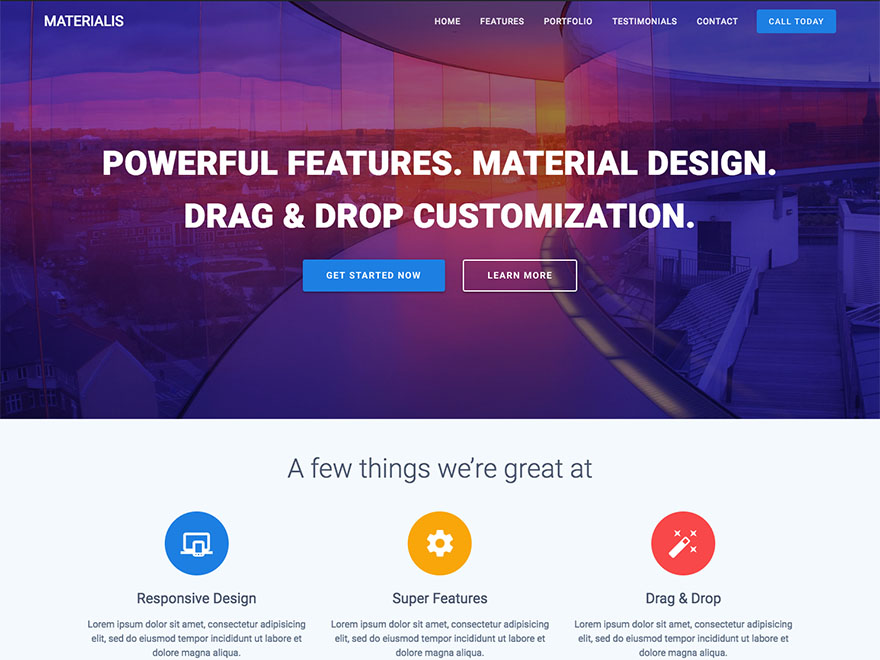 MATERIALIS
HOME FEATURES PORTFOLIO TESTIMONIALS CONTACT CALL TODAY
POWERFUL FEATURES. MATERIAL DESIGN.
DRAG & DROP CUSTOMIZATION.
GET STARTED NOW LEARN MORE
A few things we’re great at
Responsive Design
Lorem ipsum dolor sit amet, consectetur adipisicing
elit, sed do eiusmod tempor incididunt ut labore et
dolore magna aliqua.
Super Features
Lorem ipsum dolor sit amet, consectetur adipisicing
elit, sed do eiusmod tempor incididunt ut labore et
dolore magna aliqua.
Drag & Drop
Lorem ipsum dolor sit amet, consectetur adipisicing
elit, sed do eiusmod tempor incididunt ut labore et
dolore magna aliqua.